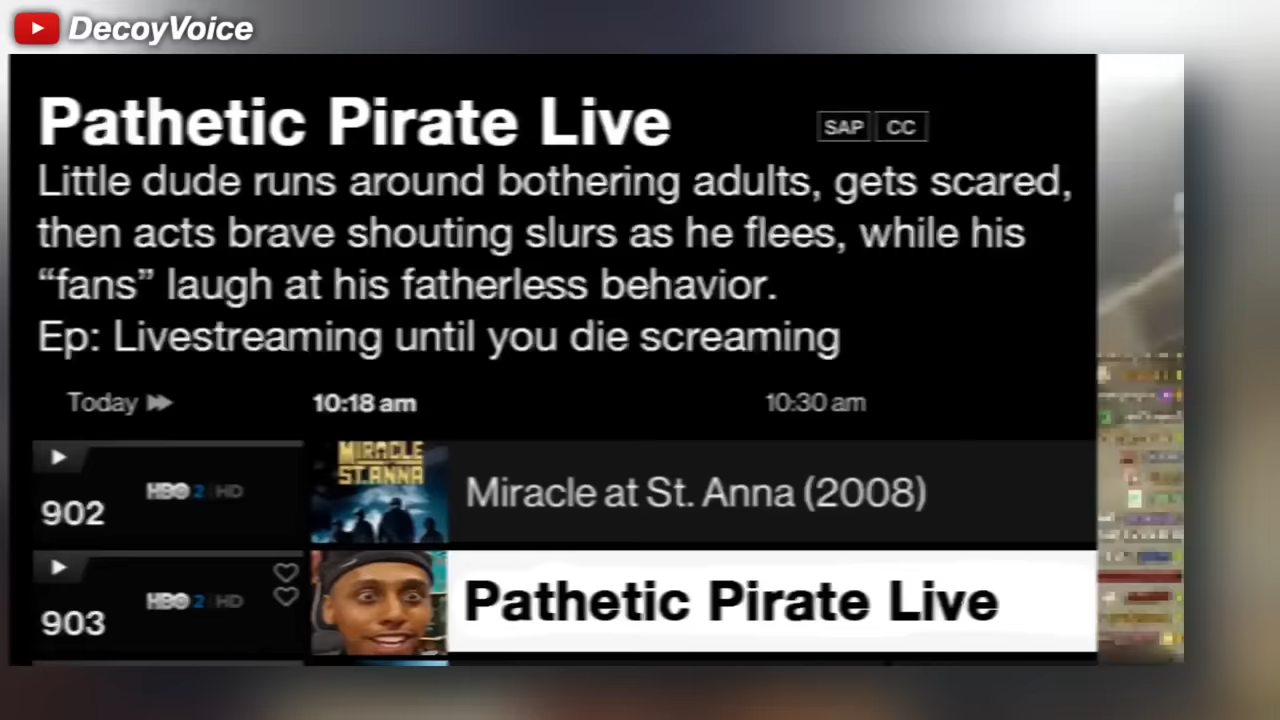 DecoyVoice
Pathetic Pirate Live
SAP CC
Little dude runs around bothering adults, gets scared,
then acts brave shouting slurs as he flees, while his
“fans” laugh at his fatherless behavior.
Ep: Livestreaming until you die screaming
Today 10:18 am 10:30 am
MIRACLE
ST. ANNA
902 HBO 2 HD Miracle at St. Anna (2008)
903 HBO 2 HD Pathetic Pirate Live